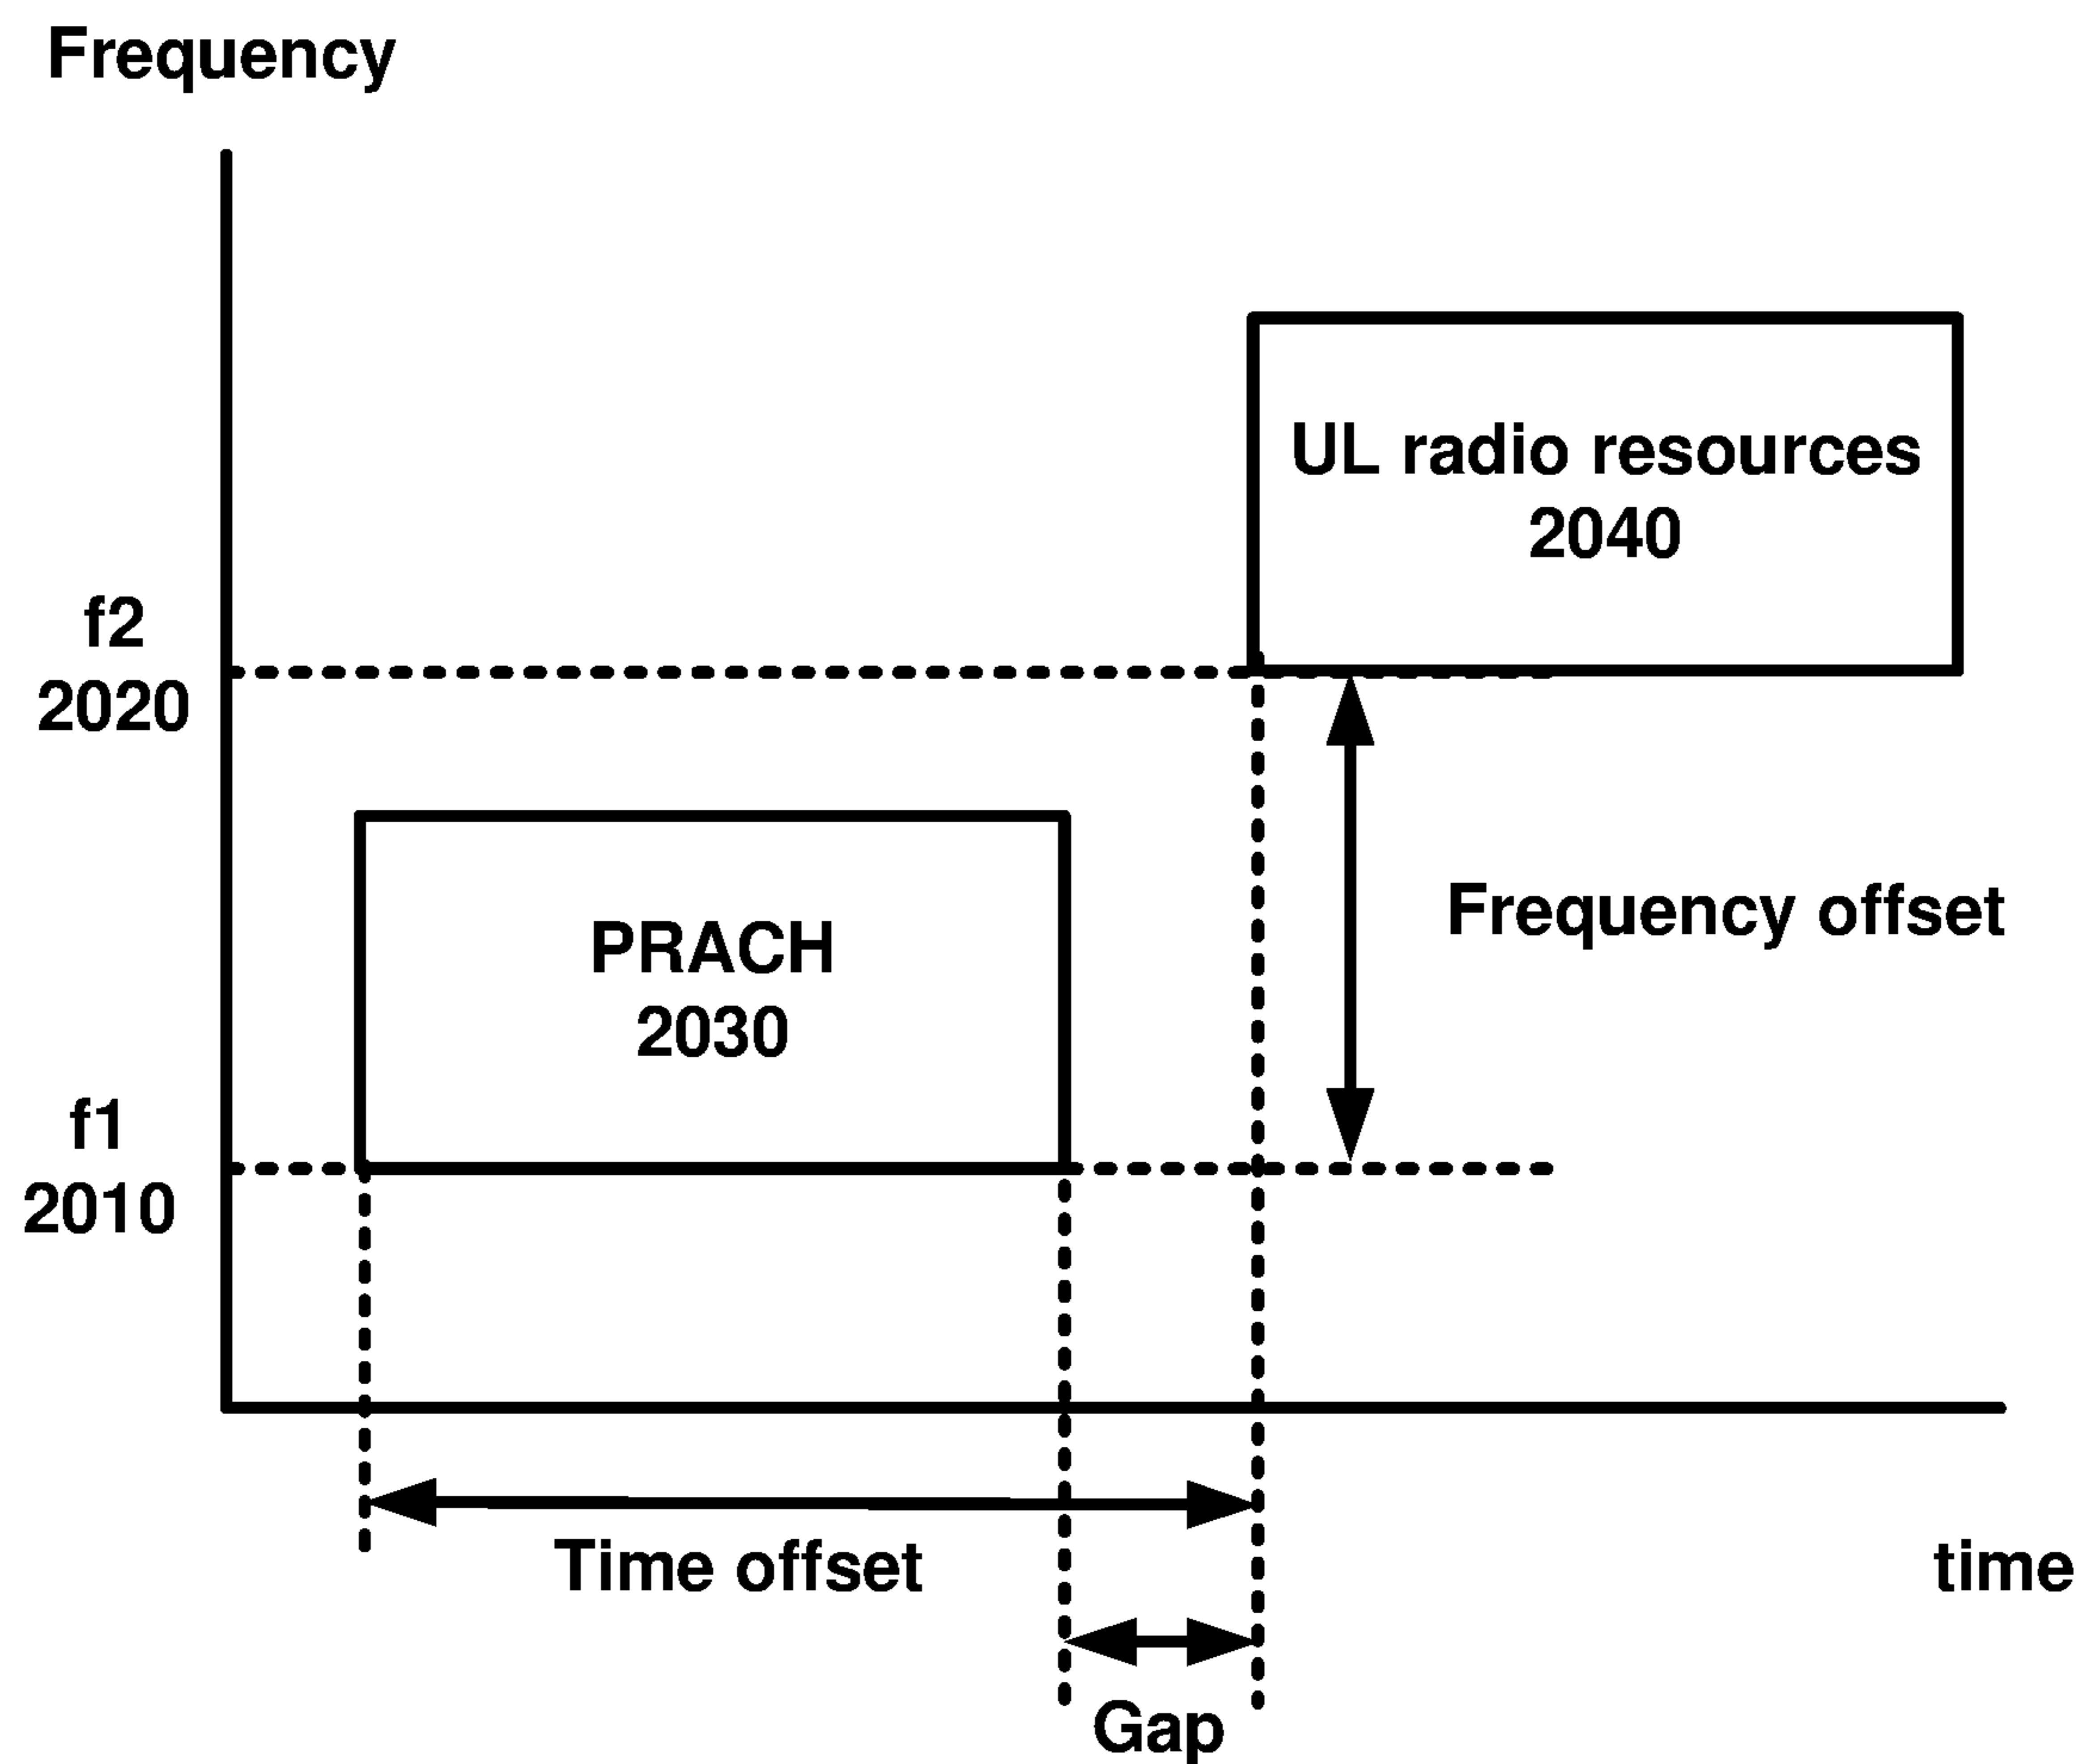 Frequency
UL radio resources
2040
f2
2020
PRACH
2030
Frequency offset
f1
2010
Time offset
time
Gap